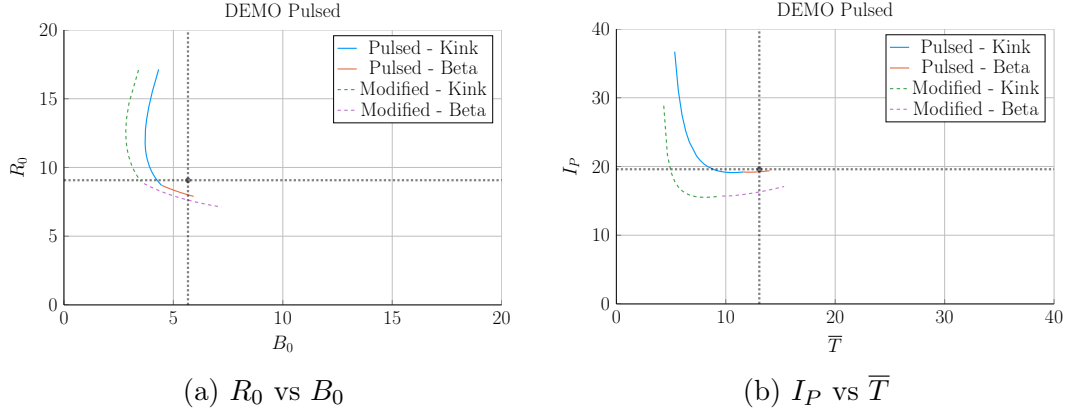 DEMO Pulsed
20
15
10
5
0
R₀
0 5 10 15 20
B₀
Pulsed - Kink
Pulsed - Beta
Modified - Kink
Modified - Beta
(a) R₀ vs B₀
DEMO Pulsed
40
30
20
10
0
I_P
0 10 20 30 40
T̅
Pulsed - Kink
Pulsed - Beta
Modified - Kink
Modified - Beta
(b) I_P vs T̅